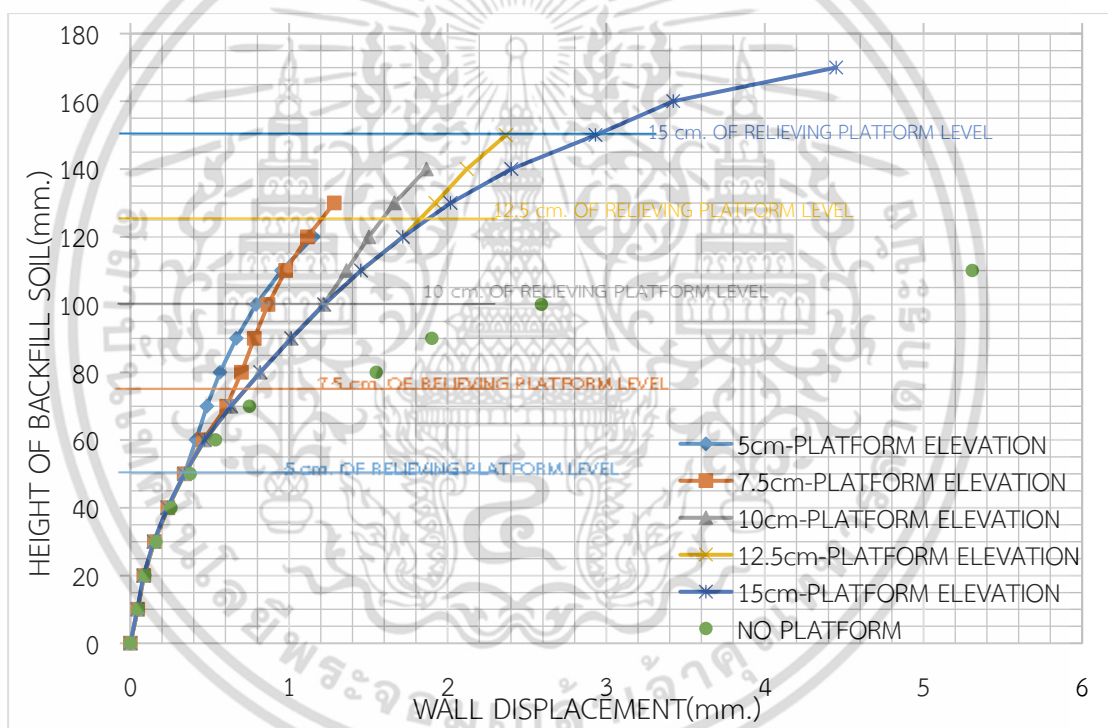 HEIGHT OF BACKFILL SOIL(mm.)
180
160
140
120
100
80
60
40
20
0
15 cm. OF RELIEVING PLATFORM LEVEL
12.5 cm. OF RELIEVING PLATFORM LEVEL
10 cm. OF RELIEVING PLATFORM LEVEL
7.5 cm. OF RELIEVING PLATFORM LEVEL
5 cm. OF RELIEVING PLATFORM LEVEL
5cm-PLATFORM ELEVATION
7.5cm-PLATFORM ELEVATION
10cm-PLATFORM ELEVATION
12.5cm-PLATFORM ELEVATION
15cm-PLATFORM ELEVATION
NO PLATFORM
0 1 2 3 4 5 6
WALL DISPLACEMENT(mm.)